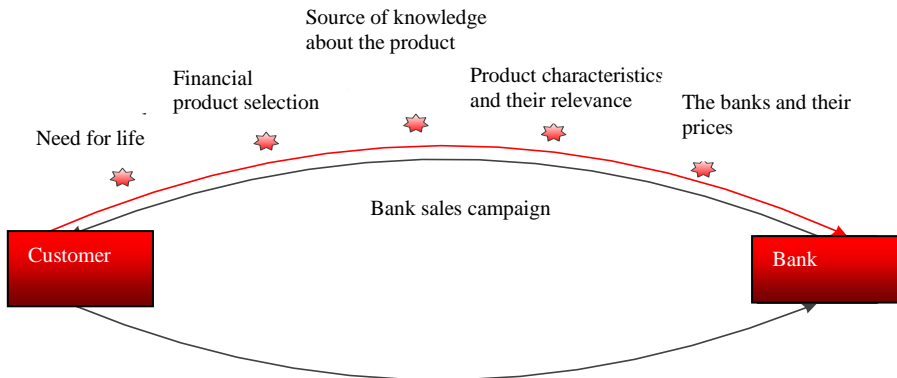 Source of knowledge
about the product
Financial
product selection
Product characteristics
and their relevance
The banks and their
prices
Need for life
Bank sales campaign
Customer
Bank